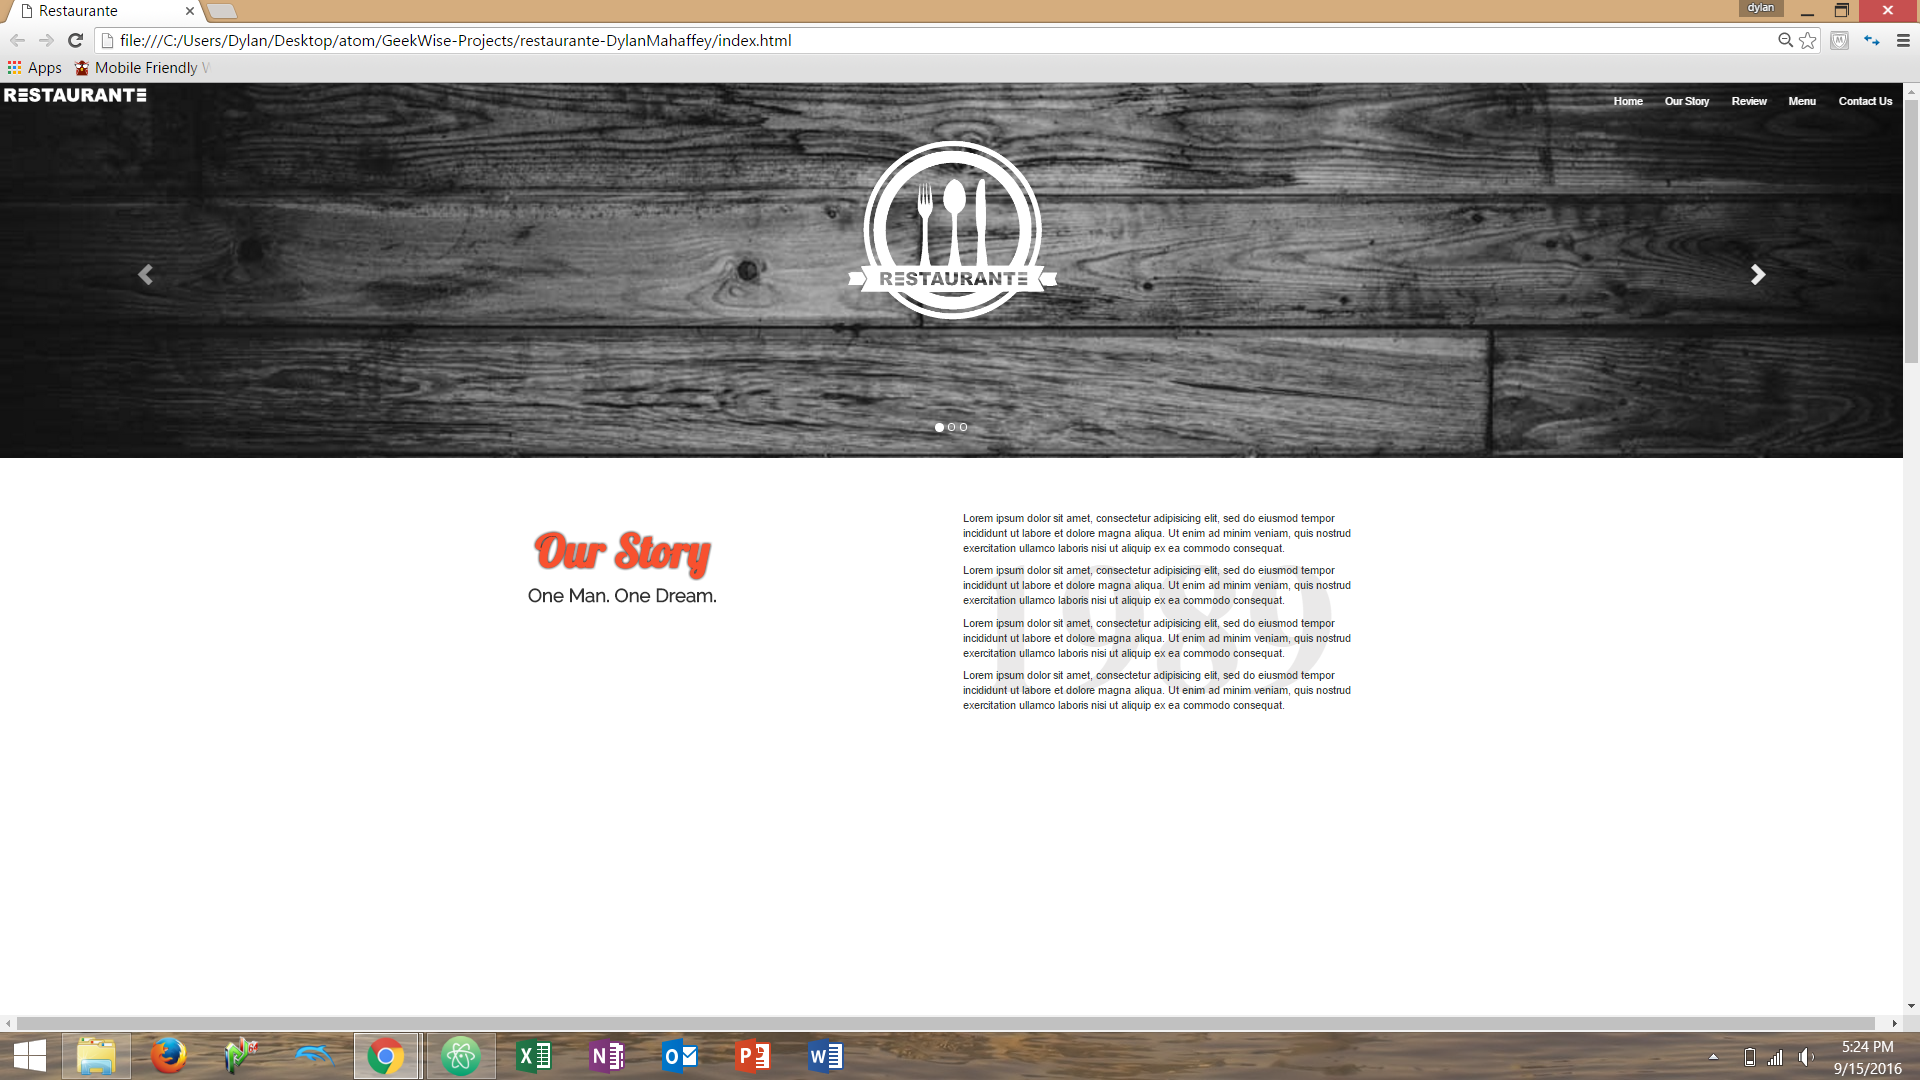 Restaurante
dylan
file:///C:/Users/Dylan/Desktop/atom/GeekWise-Projects/restaurante-DylanMahaffey/index.html
Apps
Mobile Friendly
RESTAURANTE
Home Our Story Review Menu Contact Us
RESTAURANTE
Our Story
One Man. One Dream.
1989
Lorem ipsum dolor sit amet, consectetur adipisicing elit, sed do eiusmod tempor
incididunt ut labore et dolore magna aliqua. Ut enim ad minim veniam, quis nostrud
exercitation ullamco laboris nisi ut aliquip ex ea commodo consequat.
Lorem ipsum dolor sit amet, consectetur adipisicing elit, sed do eiusmod tempor
incididunt ut labore et dolore magna aliqua. Ut enim ad minim veniam, quis nostrud
exercitation ullamco laboris nisi ut aliquip ex ea commodo consequat.
Lorem ipsum dolor sit amet, consectetur adipisicing elit, sed do eiusmod tempor
incididunt ut labore et dolore magna aliqua. Ut enim ad minim veniam, quis nostrud
exercitation ullamco laboris nisi ut aliquip ex ea commodo consequat.
Lorem ipsum dolor sit amet, consectetur adipisicing elit, sed do eiusmod tempor
incididunt ut labore et dolore magna aliqua. Ut enim ad minim veniam, quis nostrud
exercitation ullamco laboris nisi ut aliquip ex ea commodo consequat.
5:24 PM
9/15/2016